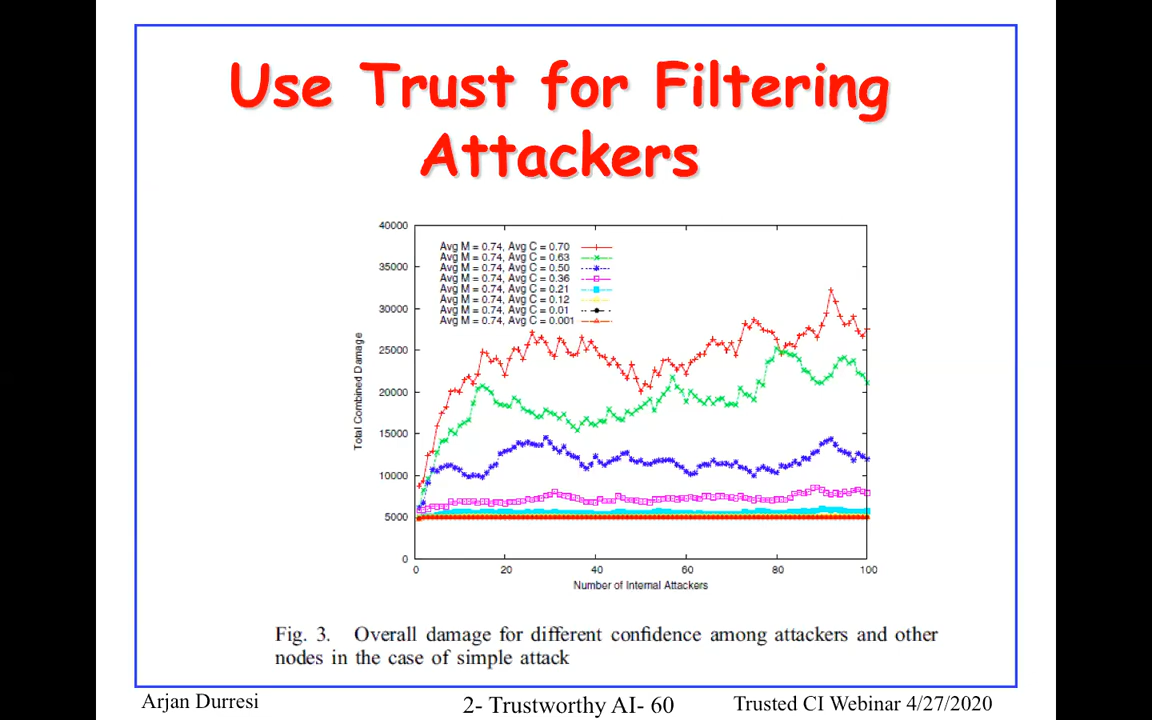 Use Trust for Filtering
Attackers
40000
35000
30000
25000
20000
15000
10000
5000
0
Total Combined Damage
Avg M = 0.74, Avg C = 0.70
Avg M = 0.74, Avg C = 0.63
Avg M = 0.74, Avg C = 0.50
Avg M = 0.74, Avg C = 0.36
Avg M = 0.74, Avg C = 0.21
Avg M = 0.74, Avg C = 0.12
Avg M = 0.74, Avg C = 0.01
Avg M = 0.74, Avg C = 0.001
0 20 40 60 80 100
Number of Internal Attackers
Fig. 3. Overall damage for different confidence among attackers and other
nodes in the case of simple attack
Arjan Durresi 2- Trustworthy AI- 60 Trusted CI Webinar 4/27/2020